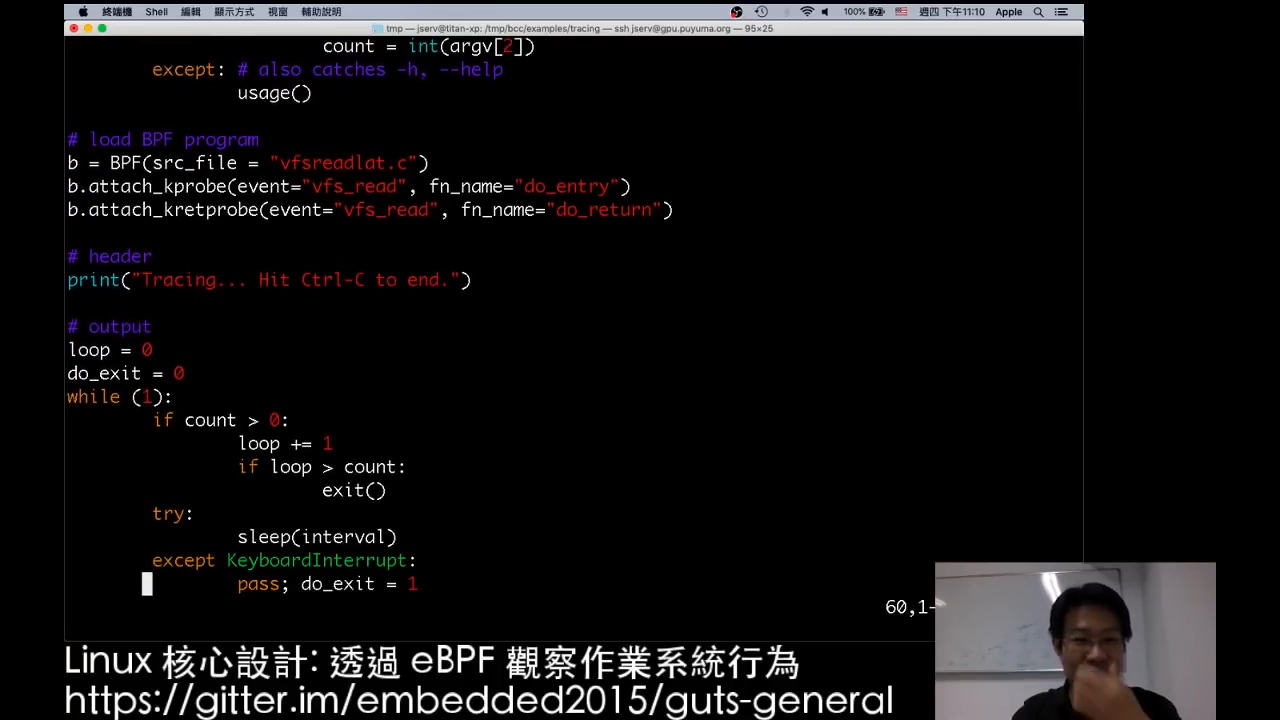 終端機 Shell 編輯 顯示方式 視窗 輔助說明 100% 週四下午11:10 Apple
tmp — jserv@titan-xp: /tmp/bcc/examples/tracing — ssh jserv@gpu.puyuma.org — 95×25
count = int(argv[2])
except: # also catches -h, --help
usage()
# load BPF program
b = BPF(src_file = "vfsreadlat.c")
b.attach_kprobe(event="vfs_read", fn_name="do_entry")
b.attach_kretprobe(event="vfs_read", fn_name="do_return")
# header
print("Tracing... Hit Ctrl-C to end.")
# output
loop = 0
do_exit = 0
while (1):
if count > 0:
loop += 1
if loop > count:
exit()
try:
sleep(interval)
except KeyboardInterrupt:
pass; do_exit = 1
60,1-
Linux 核心設計: 透過 eBPF 觀察作業系統行為
https://gitter.im/embedded2015/guts-general